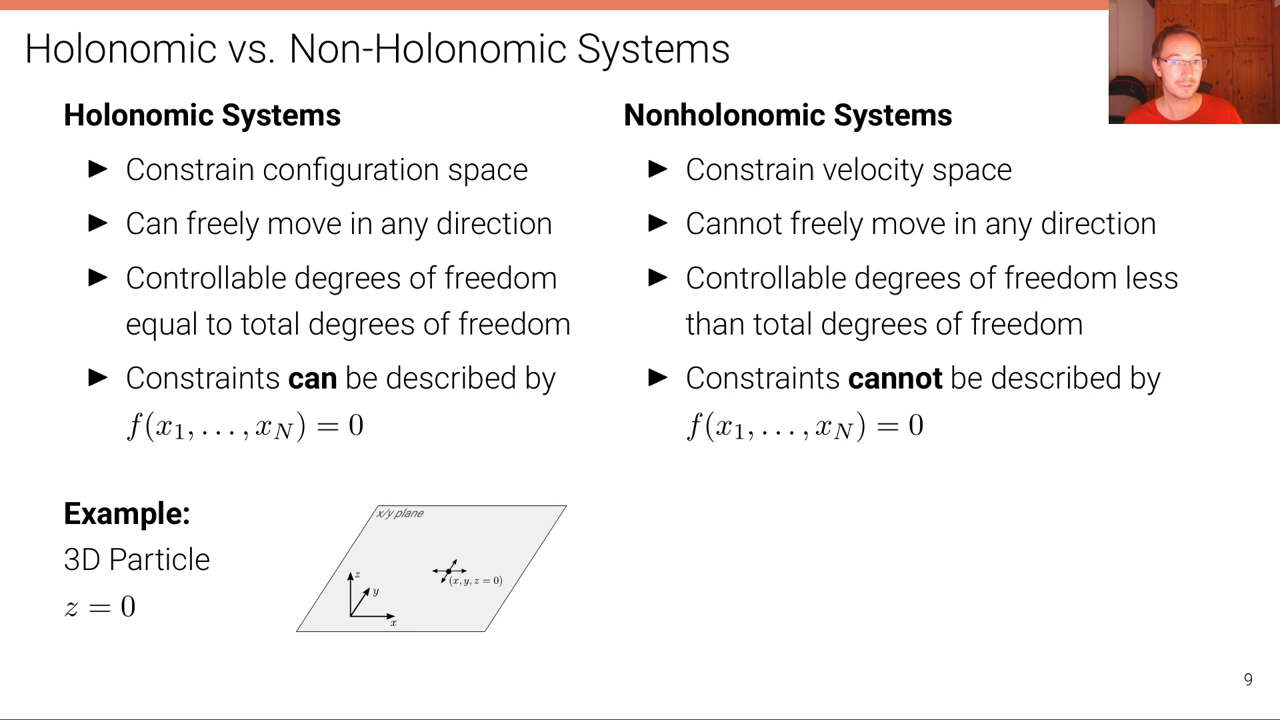 Holonomic vs. Non-Holonomic Systems
Holonomic Systems
► Constrain configuration space
► Can freely move in any direction
► Controllable degrees of freedom
equal to total degrees of freedom
► Constraints can be described by
f(x₁, . . . , x_N) = 0
Nonholonomic Systems
► Constrain velocity space
► Cannot freely move in any direction
► Controllable degrees of freedom less
than total degrees of freedom
► Constraints cannot be described by
f(x₁, . . . , x_N) = 0
Example:
3D Particle
z = 0
x/y plane
z
y
x
(x, y, z = 0)
9